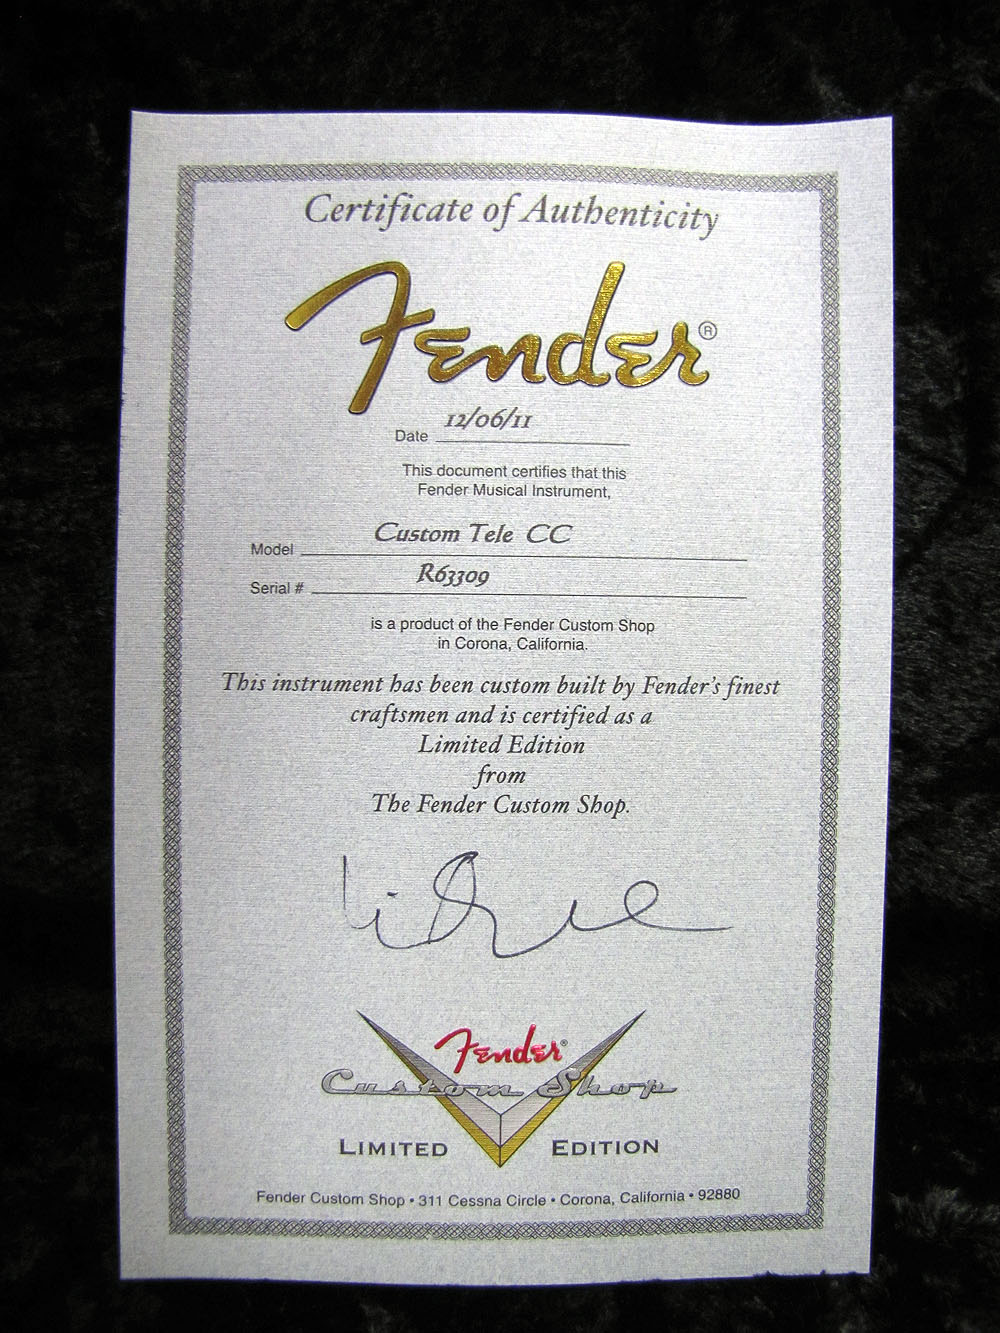 Certificate of Authenticity
Fender®
Date 12/06/11
This document certifies that this
Fender Musical Instrument,
Model Custom Tele CC
Serial # R63309
is a product of the Fender Custom Shop
in Corona, California.
This instrument has been custom built by Fender's finest
craftsmen and is certified as a
Limited Edition
from
The Fender Custom Shop.
Fender®
Custom Shop
LIMITED EDITION
Fender Custom Shop • 311 Cessna Circle • Corona, California • 92880